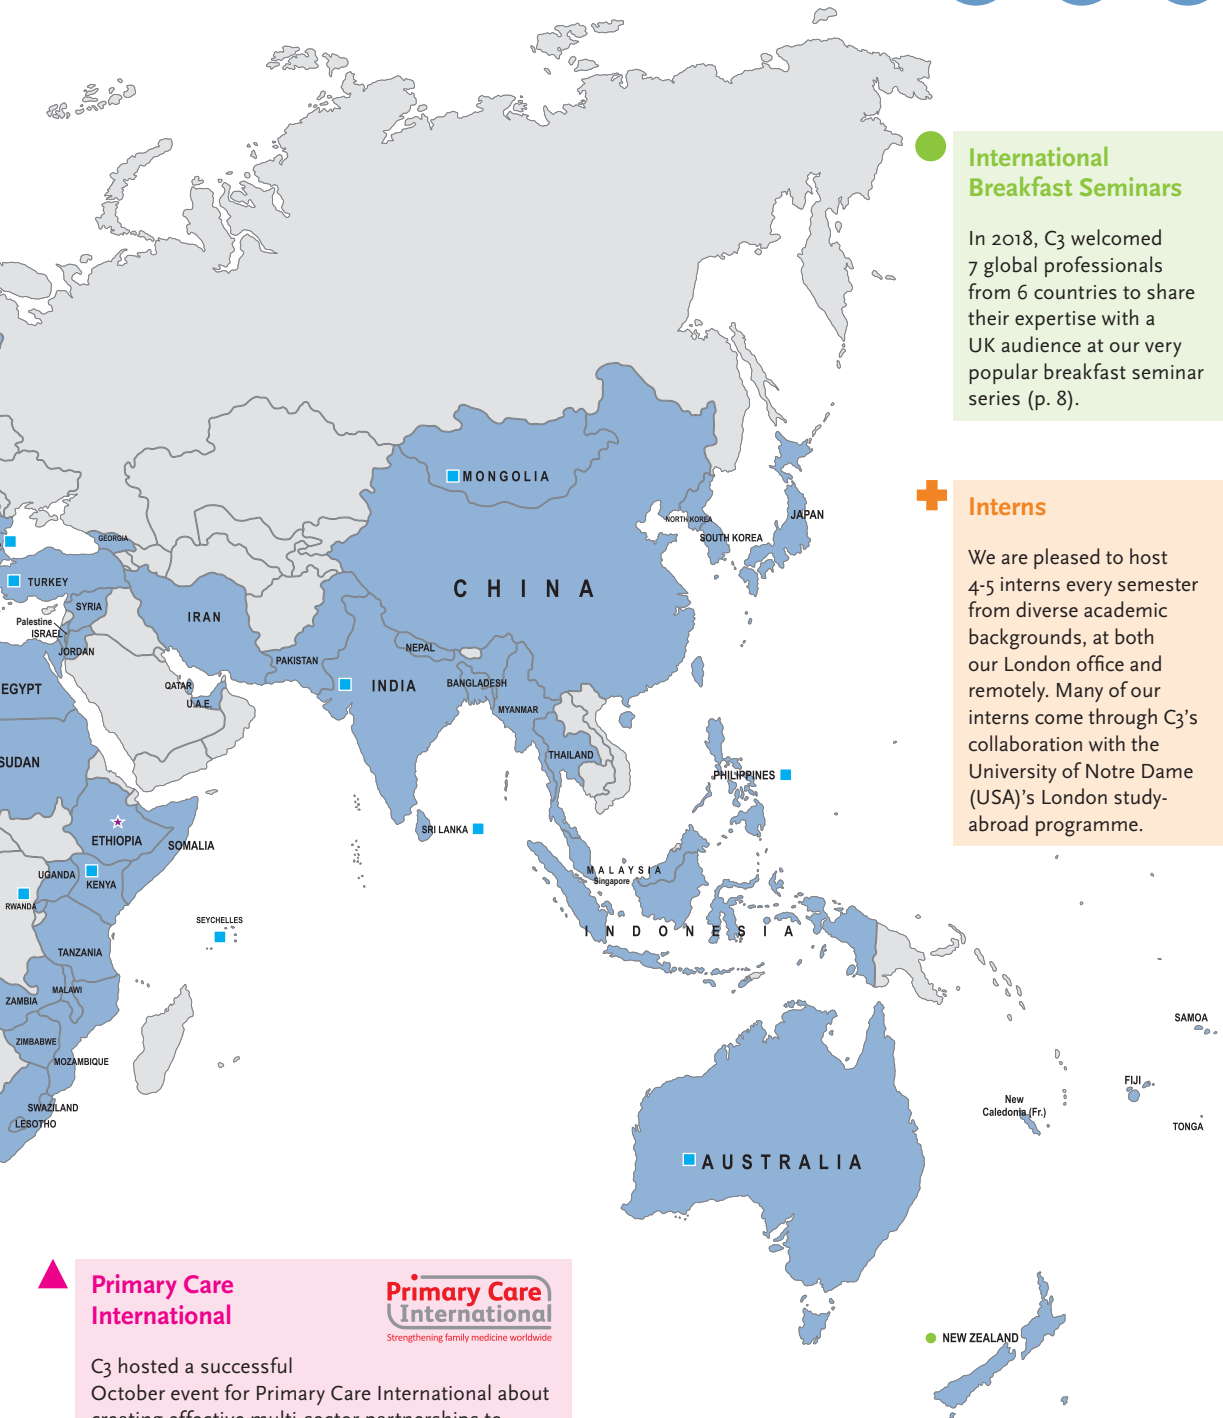 International
Breakfast Seminars
In 2018, C3 welcomed
7 global professionals
from 6 countries to share
their expertise with a
UK audience at our very
popular breakfast seminar
series (p. 8).
Interns
We are pleased to host
4-5 interns every semester
from diverse academic
backgrounds, at both
our London office and
remotely. Many of our
interns come through C3's
collaboration with the
University of Notre Dame
(USA)'s London study-
abroad programme.
MONGOLIA
NORTH KOREA
SOUTH KOREA
JAPAN
GEORGIA
TURKEY
CHINA
SYRIA
IRAN
Palestine
ISRAEL
JORDAN
NEPAL
PAKISTAN
EGYPT
QATAR
U.A.E.
INDIA
BANGLADESH
MYANMAR
SUDAN
THAILAND
PHILIPPINES
SRI LANKA
ETHIOPIA
SOMALIA
UGANDA
KENYA
RWANDA
MALAYSIA
Singapore
SEYCHELLES
INDONESIA
TANZANIA
MALAWI
ZAMBIA
SAMOA
ZIMBABWE
MOZAMBIQUE
FIJI
New
Caledonia (Fr.)
SWAZILAND
LESOTHO
TONGA
AUSTRALIA
NEW ZEALAND
Primary Care
International
Primary Care
International
Strengthening family medicine worldwide
C3 hosted a successful
October event for Primary Care International about
creating effective multi-sector partnerships to